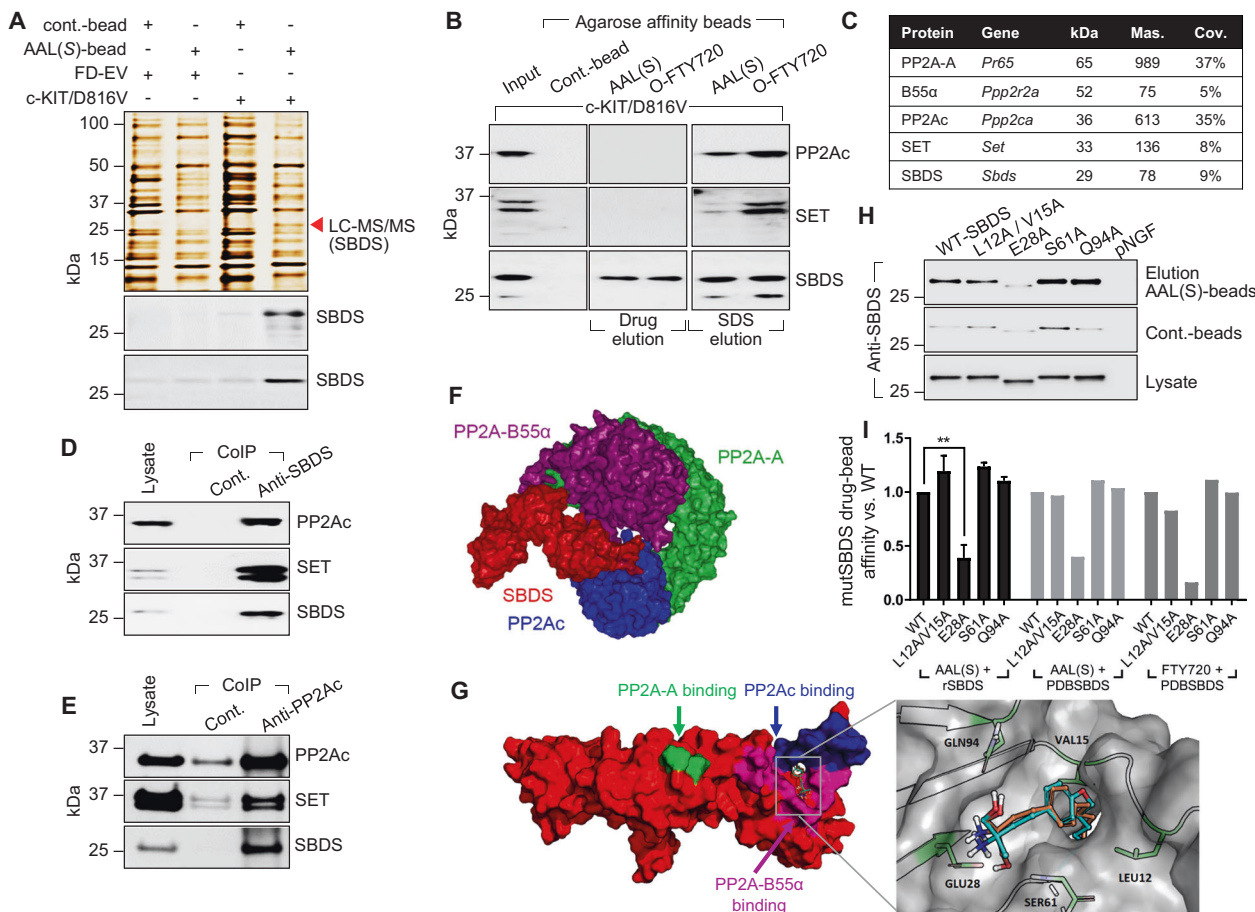 A
cont.-bead + - + -
AAL(S)-bead - + - +
FD-EV + + - -
c-KIT/D816V - - + +
100
50
37
25
15
kDa
LC-MS/MS
(SBDS)
25
SBDS
25
SBDS
B
Agarose affinity beads
Input
Cont.-bead
AAL(S)
O-FTY720
AAL(S)
O-FTY720
c-KIT/D816V
37
PP2Ac
37
SET
kDa
25
SBDS
Drug
elution
SDS
elution
C
Protein Gene kDa Mas. Cov.
PP2A-A Pr65 65 989 37%
B55α Ppp2r2a 52 75 5%
PP2Ac Ppp2ca 36 613 35%
SET Set 33 136 8%
SBDS Sbds 29 78 9%
D
Lysate
CoIP
Cont.
Anti-SBDS
37
PP2Ac
37
SET
kDa
25
SBDS
E
Lysate
CoIP
Cont.
Anti-PP2Ac
37
PP2Ac
37
SET
kDa
25
SBDS
F
PP2A-B55α
PP2A-A
SBDS
PP2Ac
G
PP2A-A binding
PP2Ac binding
PP2A-B55α
binding
GLN94
VAL15
GLU28
SER61
LEU12
H
WT-SBDS
L12A / V15A
E28A
S61A
Q94A
pNGF
Anti-SBDS
25
Elution
AAL(S)-beads
25
Cont.-beads
25
Lysate
I
mutSBDS drug-bead
affinity vs. WT
1.5
1.0
0.5
0.0
**
WT
L12A/V15A
E28A
S61A
Q94A
WT
L12A/V15A
E28A
S61A
Q94A
WT
L12A/V15A
E28A
S61A
Q94A
AAL(S) +
rSBDS
AAL(S) +
PDBSBDS
FTY720 +
PDBSBDS